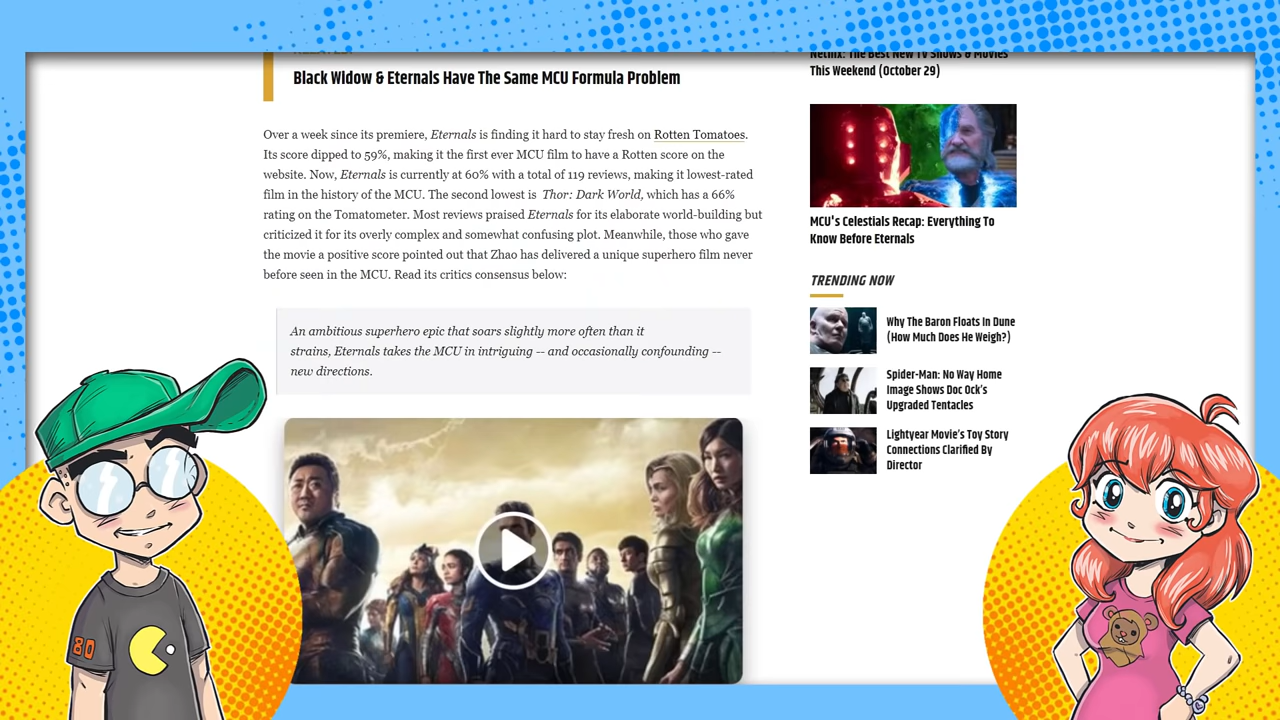 Black Widow & Eternals Have The Same MCU Formula Problem
Over a week since its premiere, Eternals is finding it hard to stay fresh on Rotten Tomatoes.
Its score dipped to 59%, making it the first ever MCU film to have a Rotten score on the
website. Now, Eternals is currently at 60% with a total of 119 reviews, making it lowest-rated
film in the history of the MCU. The second lowest is Thor: Dark World, which has a 66%
rating on the Tomatometer. Most reviews praised Eternals for its elaborate world-building but
criticized it for its overly complex and somewhat confusing plot. Meanwhile, those who gave
the movie a positive score pointed out that Zhao has delivered a unique superhero film never
before seen in the MCU. Read its critics consensus below:
An ambitious superhero epic that soars slightly more often than it
strains, Eternals takes the MCU in intriguing -- and occasionally confounding --
new directions.
Netflix: The Best New TV Shows & Movies
This Weekend (October 29)
MCU's Celestials Recap: Everything To
Know Before Eternals
TRENDING NOW
Why The Baron Floats In Dune
(How Much Does He Weigh?)
Spider-Man: No Way Home
Image Shows Doc Ock's
Upgraded Tentacles
Lightyear Movie's Toy Story
Connections Clarified By
Director
80